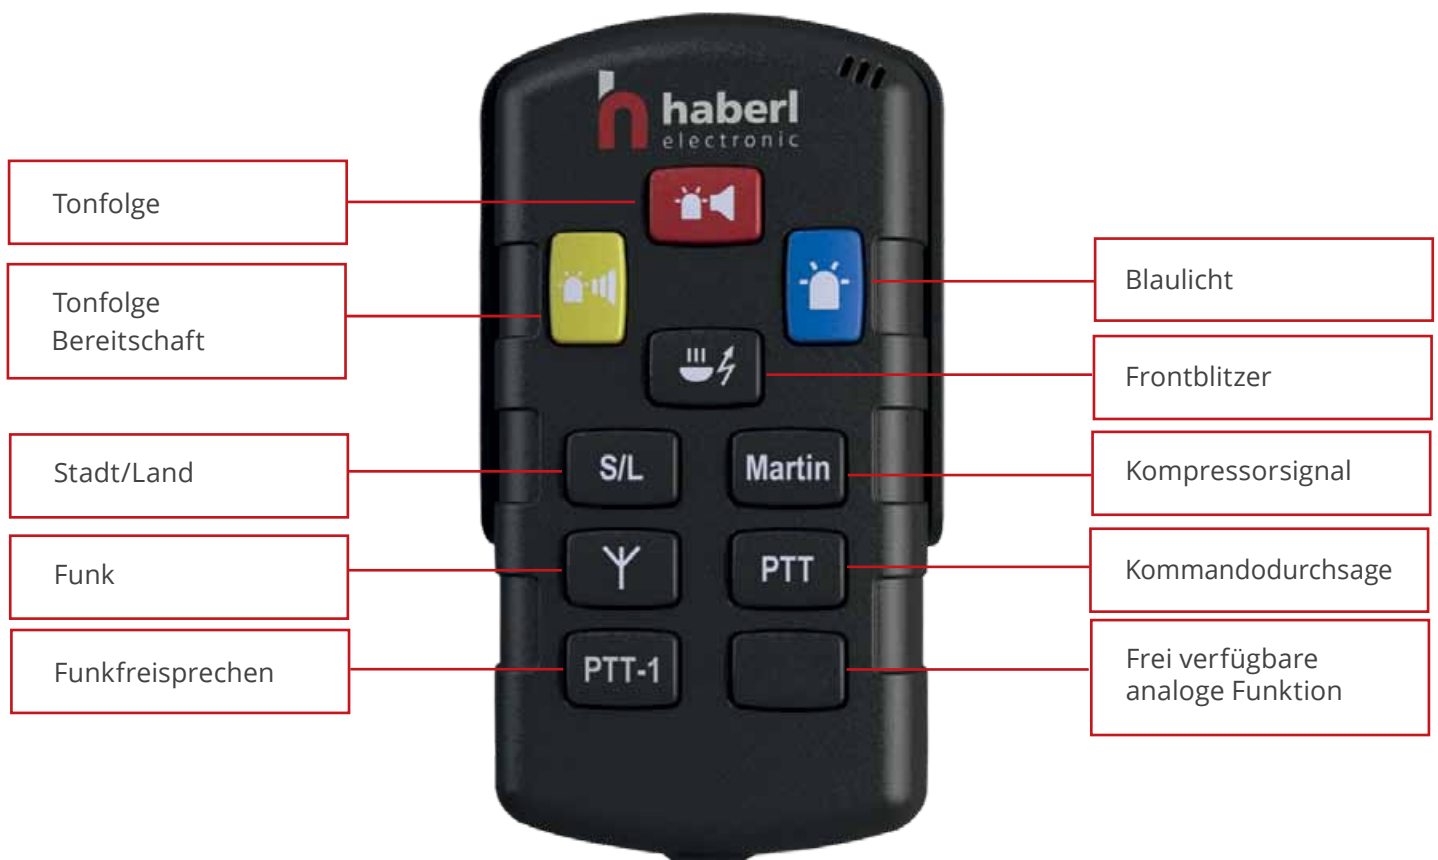 haberl
electronic
Tonfolge
Tonfolge
Bereitschaft
Blaulicht
Frontblitzer
Stadt/Land
S/L
Martin
Kompressorsignal
Funk
PTT
Kommandodurchsage
Funkfreisprechen
PTT-1
Frei verfügbare
analoge Funktion